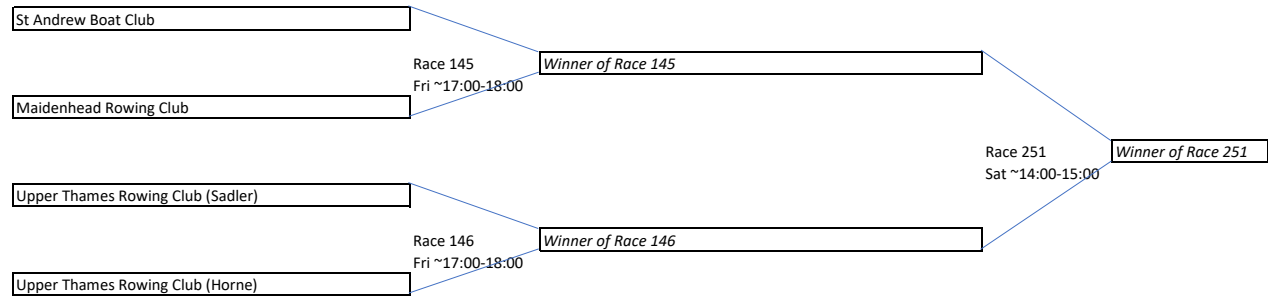 St Andrew Boat Club
Race 145
Winner of Race 145
Fri ~17:00-18:00
Maidenhead Rowing Club
Race 251
Winner of Race 251
Sat ~14:00-15:00
Upper Thames Rowing Club (Sadler)
Race 146
Winner of Race 146
Fri ~17:00-18:00
Upper Thames Rowing Club (Horne)